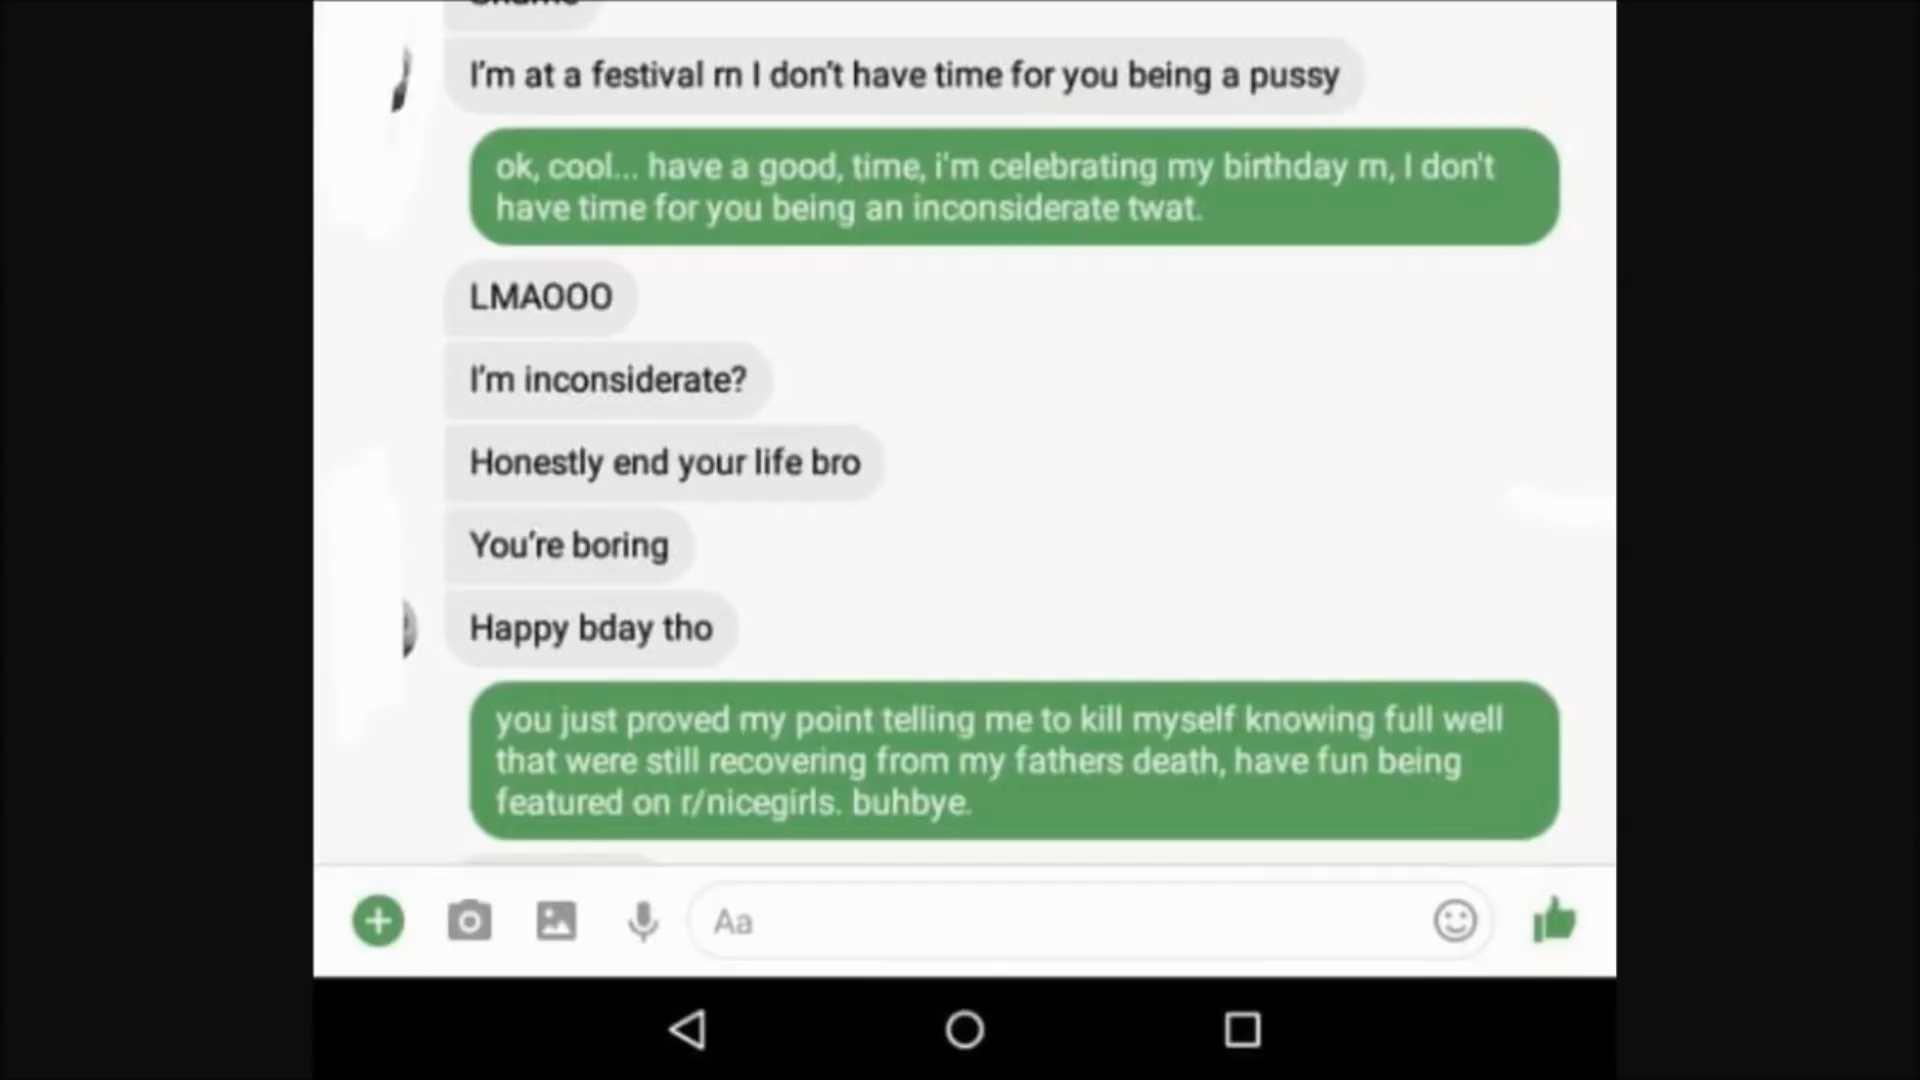 I'm at a festival rn I don't have time for you being a pussy
ok, cool... have a good, time, i'm celebrating my birthday rn, I don't
have time for you being an inconsiderate twat.
LMAOOO
I'm inconsiderate?
Honestly end your life bro
You're boring
Happy bday tho
you just proved my point telling me to kill myself knowing full well
that were still recovering from my fathers death, have fun being
featured on r/nicegirls. buhbye.
Aa